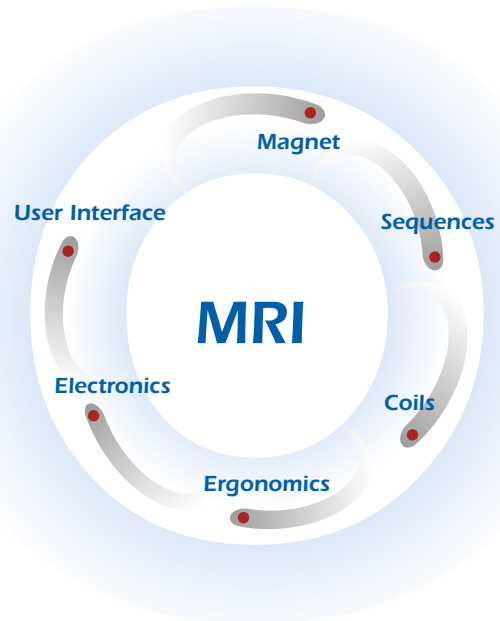 Magnet
User Interface
Sequences
MRI
Electronics
Coils
Ergonomics